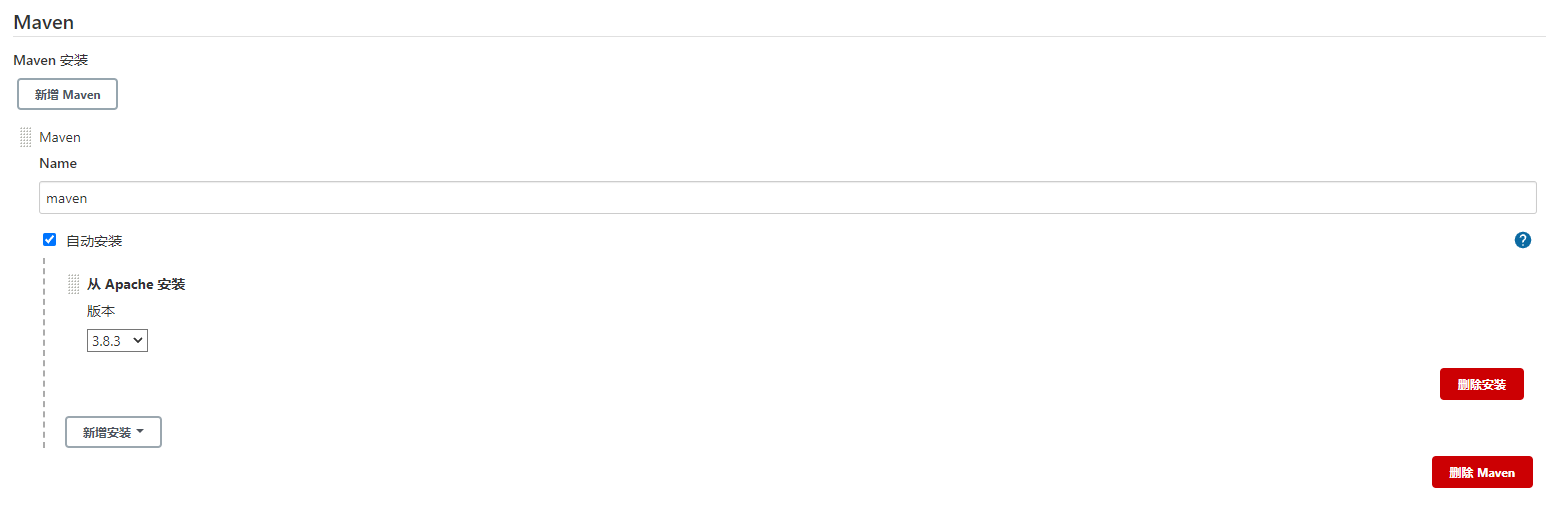 Maven
Maven 安装
新增 Maven
Maven
Name
maven
自动安装
?
从 Apache 安装
版本
3.8.3
删除安装
新增安装
删除 Maven